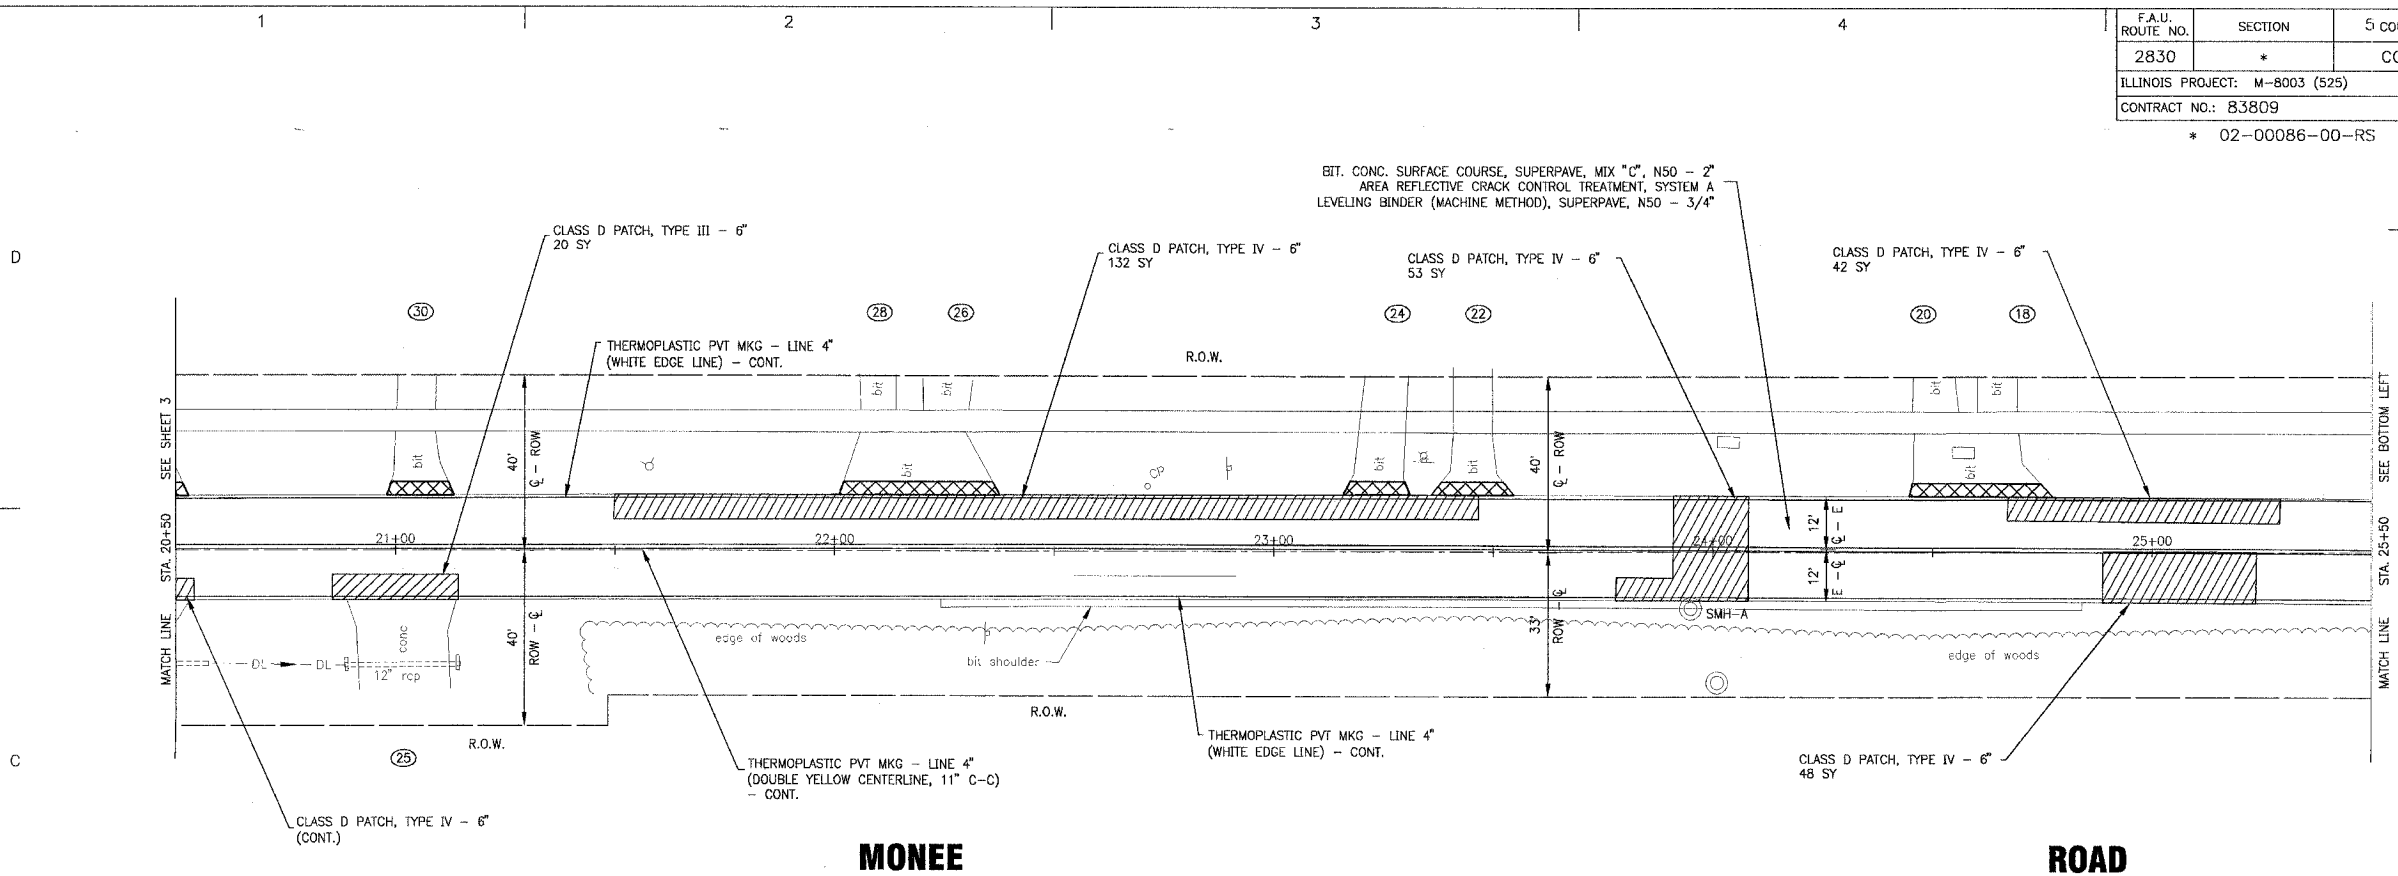 1 2 3 4
F.A.U. ROUTE NO. SECTION 5
2830 *
ILLINOIS PROJECT: M-8003 (525)
CONTRACT NO.: 83809
* 02-00086-00-RS
BIT. CONC. SURFACE COURSE, SUPERPAVE, MIX "C", N50 - 2"
AREA REFLECTIVE CRACK CONTROL TREATMENT, SYSTEM A
LEVELING BINDER (MACHINE METHOD), SUPERPAVE, N50 - 3/4"
CLASS D PATCH, TYPE III - 6"
20 SY
CLASS D PATCH, TYPE IV - 6"
132 SY
CLASS D PATCH, TYPE IV - 6"
53 SY
CLASS D PATCH, TYPE IV - 6"
42 SY
D
30 28 26 24 22 20 18
THERMOPLASTIC PVT MKG - LINE 4"
(WHITE EDGE LINE) - CONT.
R.O.W.
bit bit bit bit
SEE SHEET 3
40'
℄ - ROW
40'
℄ - ROW
SEE BOTTOM LEFT
bit bit CP bit bit bit
STA. 20+50
21+00 22+00 23+00 24+00 25+00
12'
℄ - E
12'
E - ℄
STA. 25+50
MATCH LINE
conc
40'
ROW - ℄
edge of woods
bit shoulder
33'
ROW - ℄
SMH-A
edge of woods
MATCH LINE
DL DL
12" rcp
R.O.W.
R.O.W.
C
25
THERMOPLASTIC PVT MKG - LINE 4"
(DOUBLE YELLOW CENTERLINE, 11" C-C)
- CONT.
THERMOPLASTIC PVT MKG - LINE 4"
(WHITE EDGE LINE) - CONT.
CLASS D PATCH, TYPE IV - 6"
48 SY
CLASS D PATCH, TYPE IV - 6"
(CONT.)
MONEE ROAD